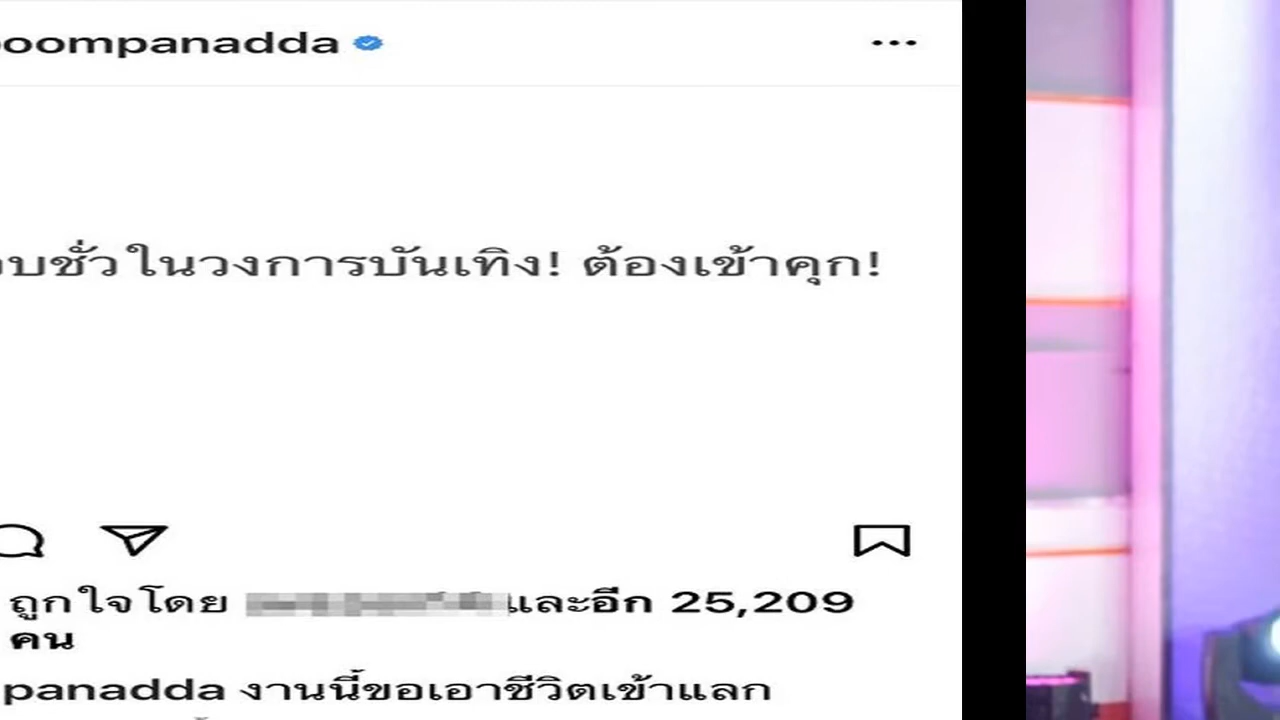 oompanadda
บชั่วในวงการบันเทิง! ต้องเข้าคุก!
ถูกใจโดย และอีก 25,209
คน
panadda งานนี้ขอเอาชีวิตเข้าแลก